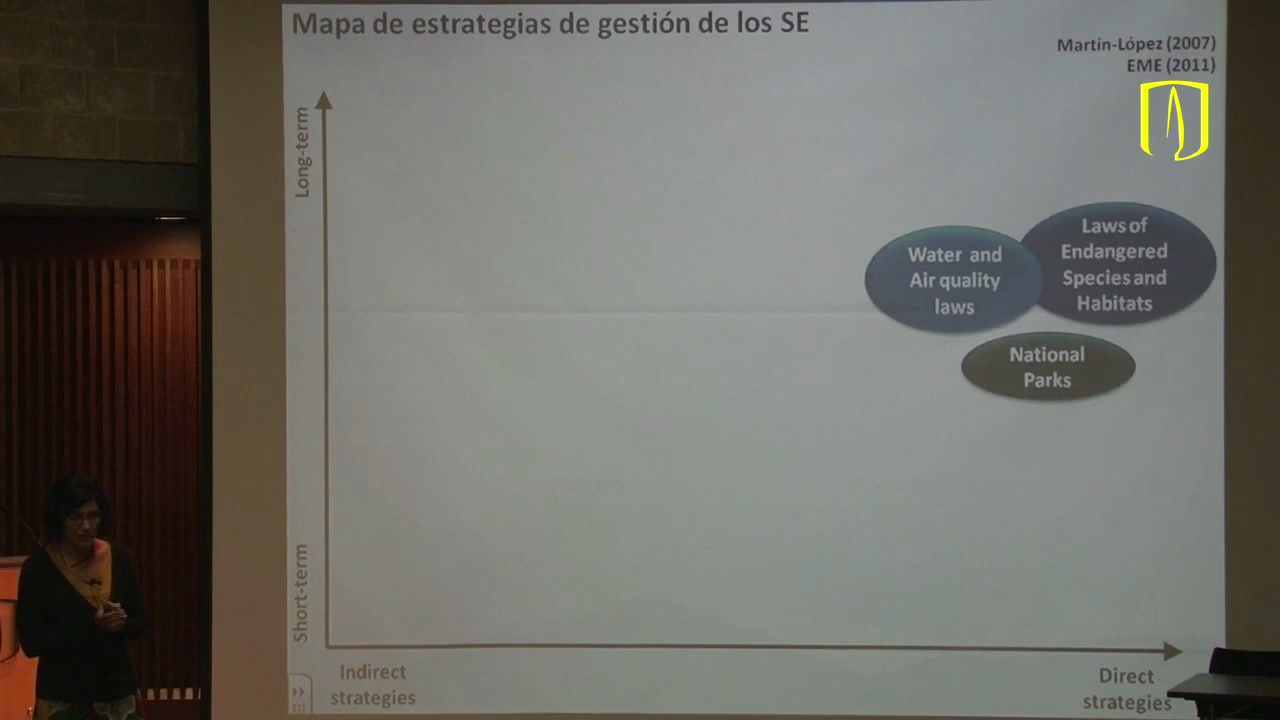 Mapa de estrategias de gestión de los SE
Martín-López (2007)
EME (2011)
Long-term
Laws of
Endangered
Species and
Habitats
Water and
Air quality
laws
National
Parks
Short-term
Indirect
strategies
Direct
strategies